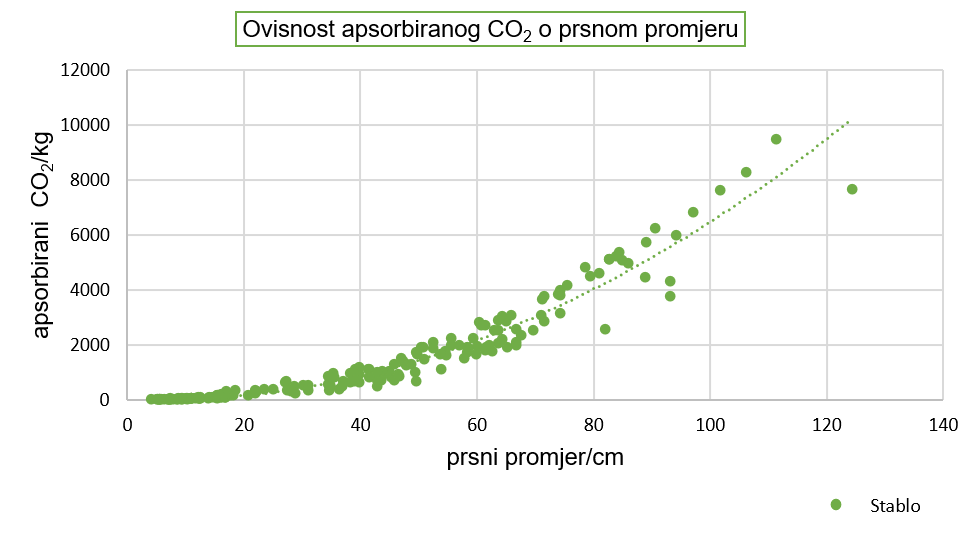 Ovisnost apsorbiranog CO₂ o prsnom promjeru
12000
10000
8000
6000
4000
2000
0
apsorbirani CO₂/kg
0 20 40 60 80 100 120 140
prsni promjer/cm
Stablo